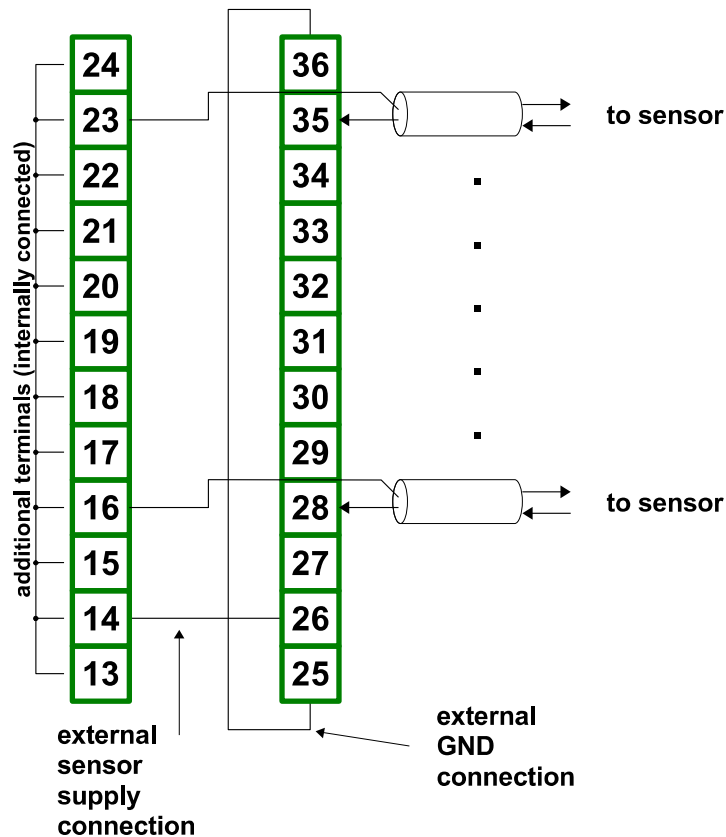 additional terminals (internally connected)
24
23
22
21
20
19
18
17
16
15
14
13
36
35
34
33
32
31
30
29
28
27
26
25
to sensor
to sensor
external
sensor
supply
connection
external
GND
connection